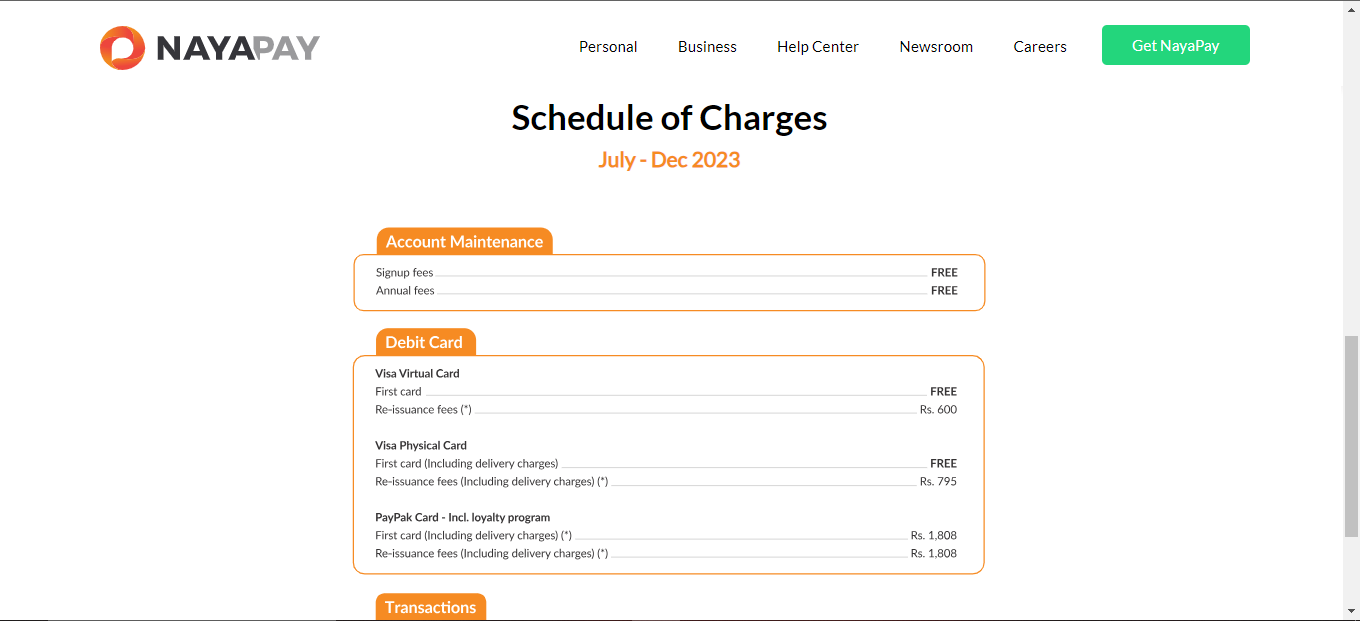 NAYAPAY
Personal Business Help Center Newsroom Careers Get NayaPay
Schedule of Charges
July - Dec 2023
Account Maintenance
Signup fees FREE
Annual fees FREE
Debit Card
Visa Virtual Card
First card FREE
Re-issuance fees (*) Rs. 600
Visa Physical Card
First card (Including delivery charges) FREE
Re-issuance fees (Including delivery charges) (*) Rs. 795
PayPak Card - Incl. loyalty program
First card (Including delivery charges) (*) Rs. 1,808
Re-issuance fees (Including delivery charges) (*) Rs. 1,808
Transactions